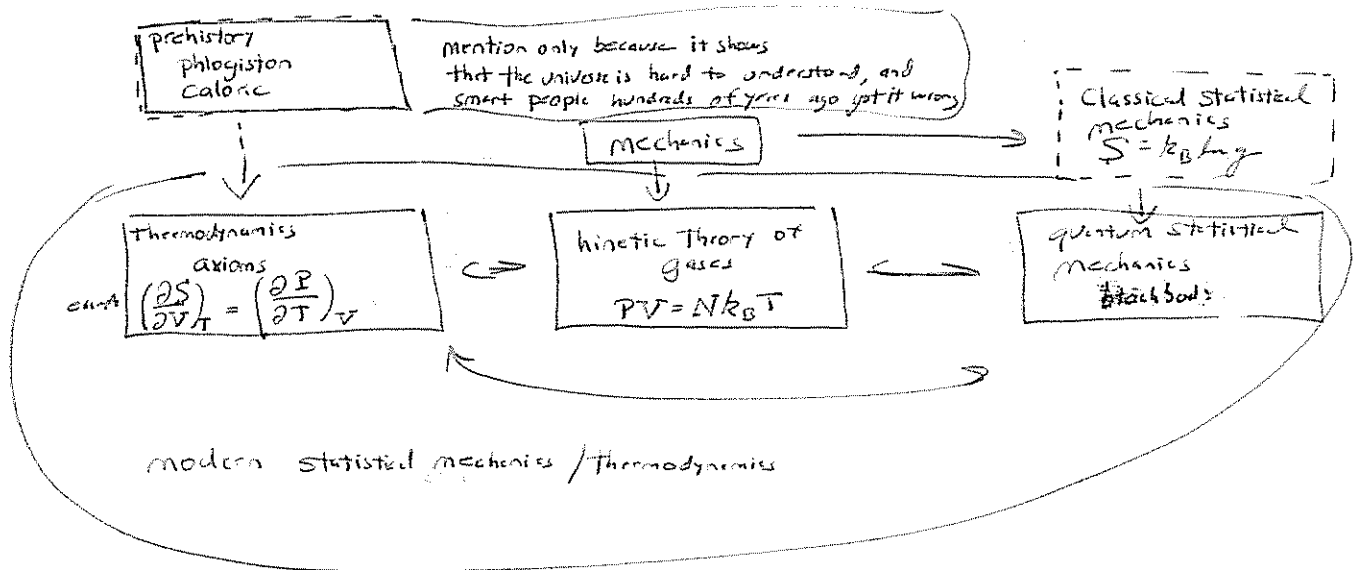 prehistory
phlogiston
caloric
mention only because it shows
that the universe is hard to understand, and
smart people hundreds of years ago got it wrong
mechanics
Classical statistical
mechanics
S = k_B ln g
Thermodynamics
axioms
(∂S/∂V)_T = (∂P/∂T)_V
kinetic Theory of
gases
PV = Nk_BT
quantum statistical
mechanics
modern statistical mechanics / thermodynamics